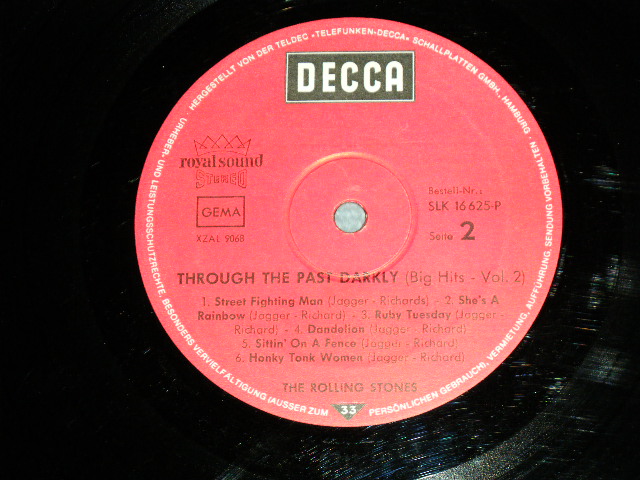 HERGESTELLT VON DER TELDEC »TELEFUNKEN-DECCA« SCHALLPLATTEN GMBH., HAMBURG
DECCA
royal sound
STEREO
GEMA
XZAL 9068
Bestell-Nr.:
SLK 16 625-P
Seite 2
THROUGH THE PAST DARKLY (Big Hits - Vol. 2)
1. Street Fighting Man (Jagger - Richards) - 2. She's A
Rainbow (Jagger - Richard) - 3. Ruby Tuesday (Jagger -
Richard) - 4. Dandelion (Jagger - Richard)
5. Sittin' On A Fence (Jagger - Richard)
6. Honky Tonk Women (Jagger - Richard)
THE ROLLING STONES
33
URHEBER- UND LEISTUNGSSCHUTZRECHTE, BESONDERS VERVIELFÄLTIGUNG (AUSSER ZUM PERSÖNLICHEN GEBRAUCH), VERMIETUNG, AUFFÜHRUNG, SENDUNG VORBEHALTEN